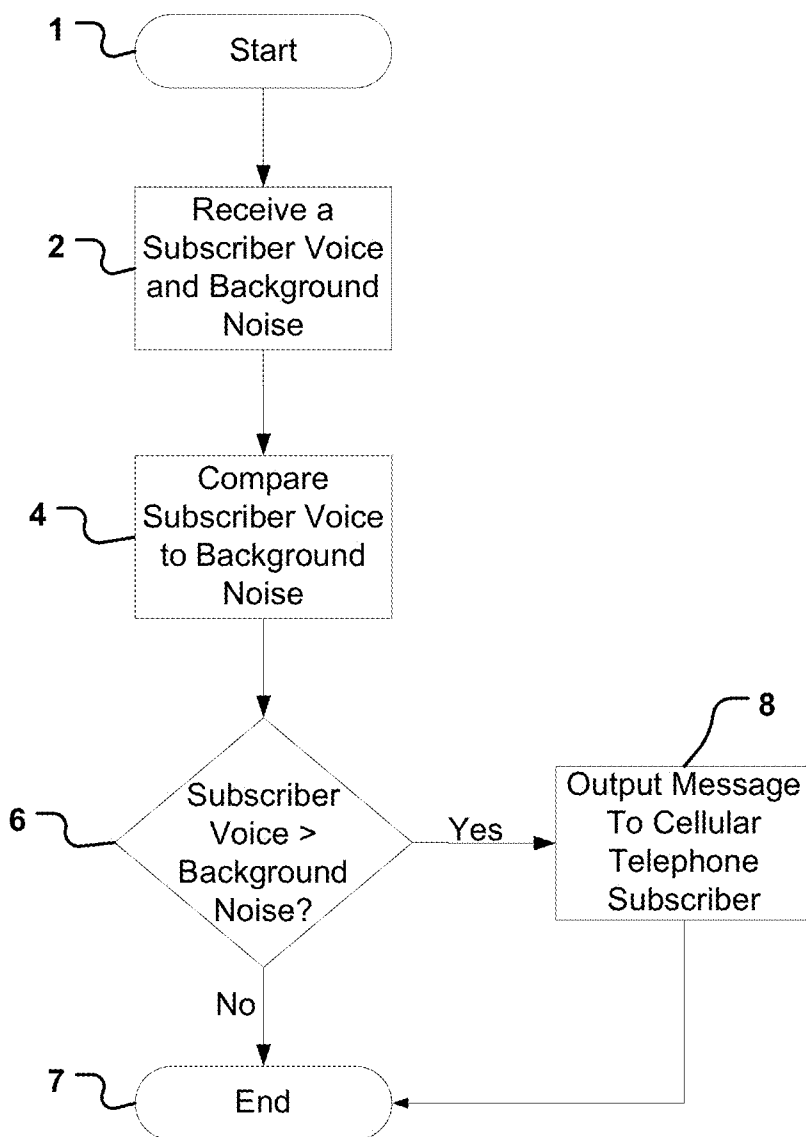 1
Start
2
Receive a
Subscriber Voice
and Background
Noise
4
Compare
Subscriber Voice
to Background
Noise
6
Subscriber
Voice >
Background
Noise?
Yes
8
Output Message
To Cellular
Telephone
Subscriber
No
7
End